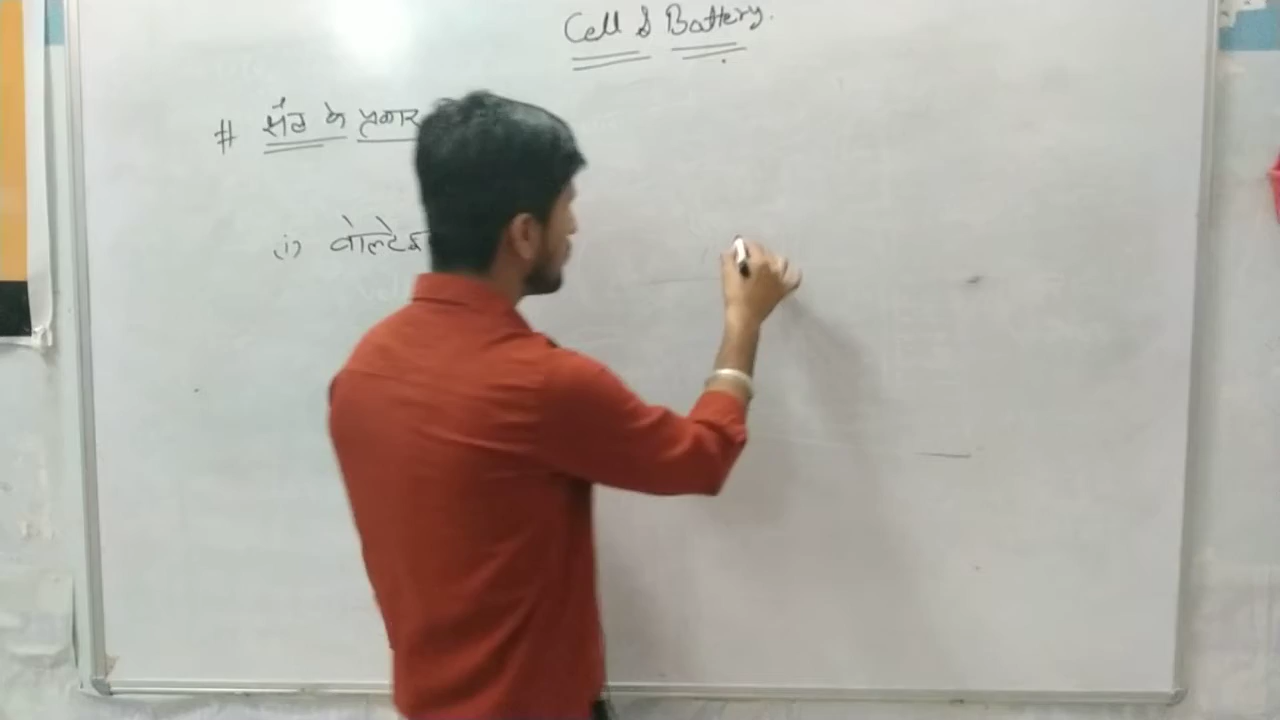 Cell & Battery.
# सैल के प्रकार
(i)